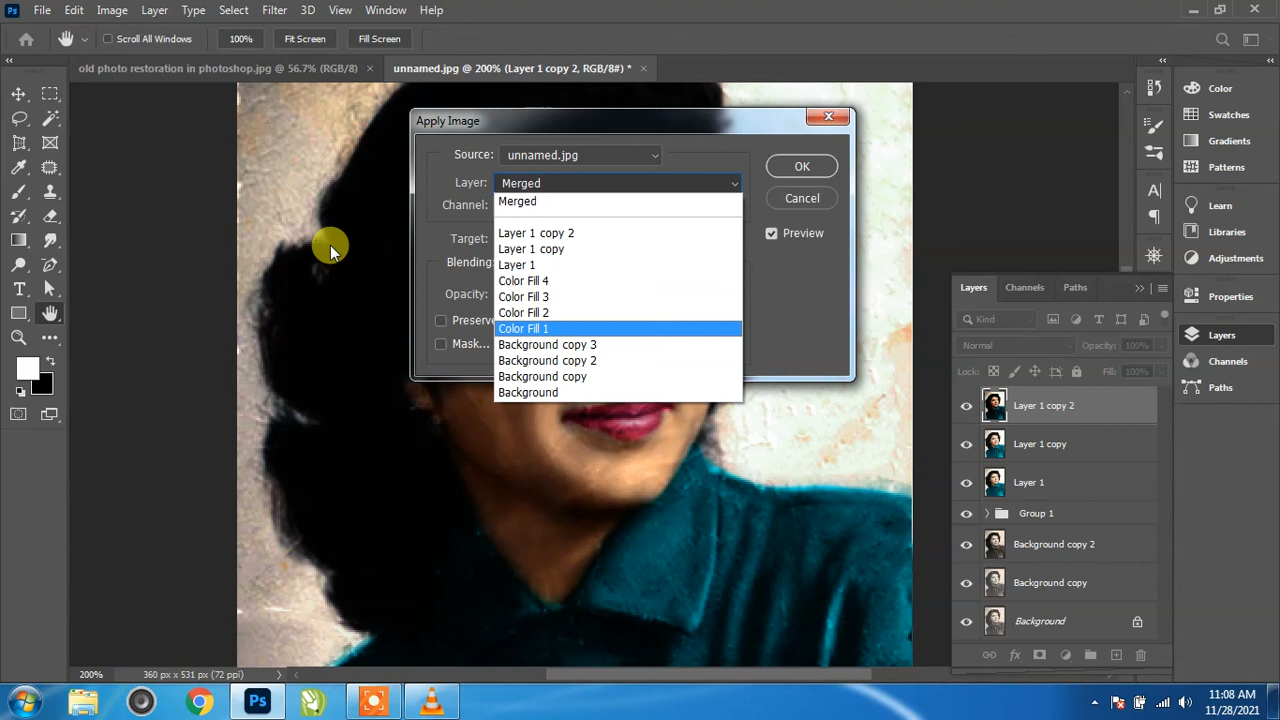 Ps File Edit Image Layer Type Select Filter 3D View Window Help
Scroll All Windows 100% Fit Screen Fill Screen
old photo restoration in photoshop.jpg @ 56.7% (RGB/8) × unnamed.jpg @ 200% (Layer 1 copy 2, RGB/8#) * ×
Apply Image
Source: unnamed.jpg
Layer: Merged
Channel:
Target:
Blending
Opacity:
Preserve
Mask...
OK
Cancel
Preview
Merged
Layer 1 copy 2
Layer 1 copy
Layer 1
Color Fill 4
Color Fill 3
Color Fill 2
Color Fill 1
Background copy 3
Background copy 2
Background copy
Background
Color
Swatches
Gradients
Patterns
Learn
Libraries
Adjustments
Properties
Layers
Channels
Paths
Layers Channels Paths
Kind
Normal Opacity: 100%
Lock: Fill: 100%
Layer 1 copy 2
Layer 1 copy
Layer 1
Group 1
Background copy 2
Background copy
Background
200% 360 px x 531 px (72 ppi)
Ps
11:08 AM
11/28/2021